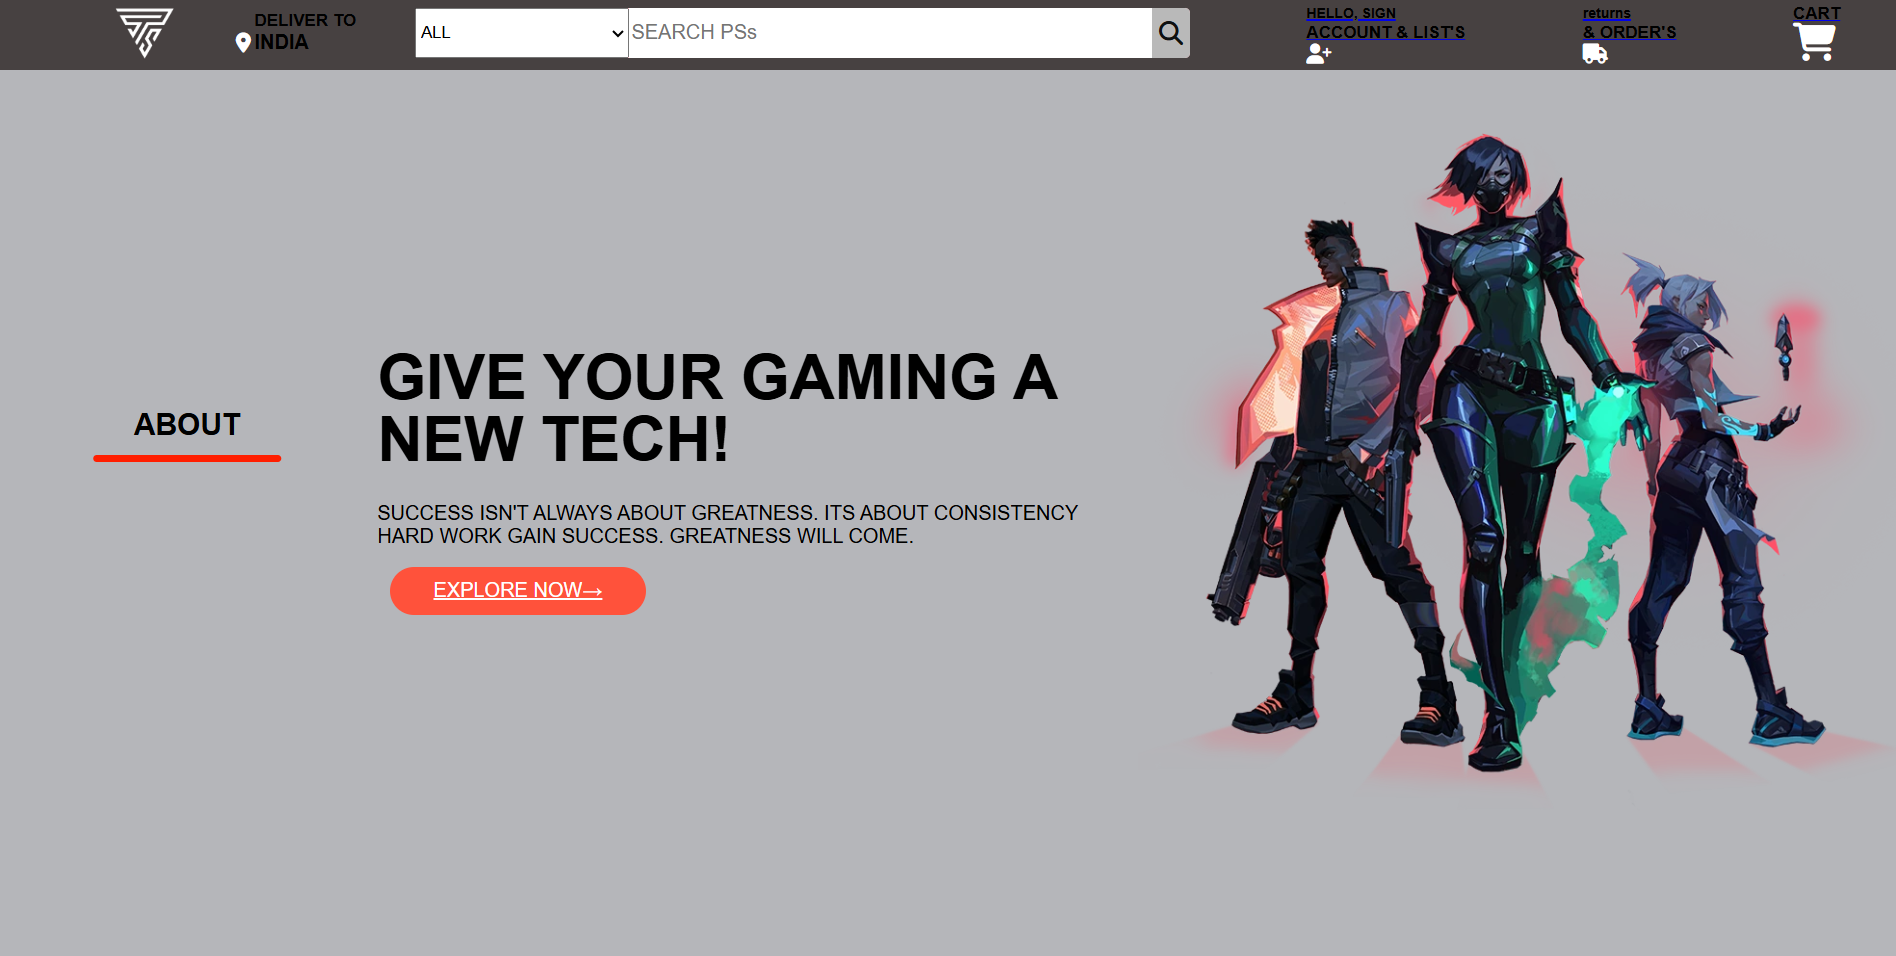 DELIVER TO
INDIA
ALL
SEARCH PSs
HELLO, SIGN
ACCOUNT & LIST'S
returns
& ORDER'S
CART
ABOUT
GIVE YOUR GAMING A
NEW TECH!
SUCCESS ISN'T ALWAYS ABOUT GREATNESS. ITS ABOUT CONSISTENCY
HARD WORK GAIN SUCCESS. GREATNESS WILL COME.
EXPLORE NOW→